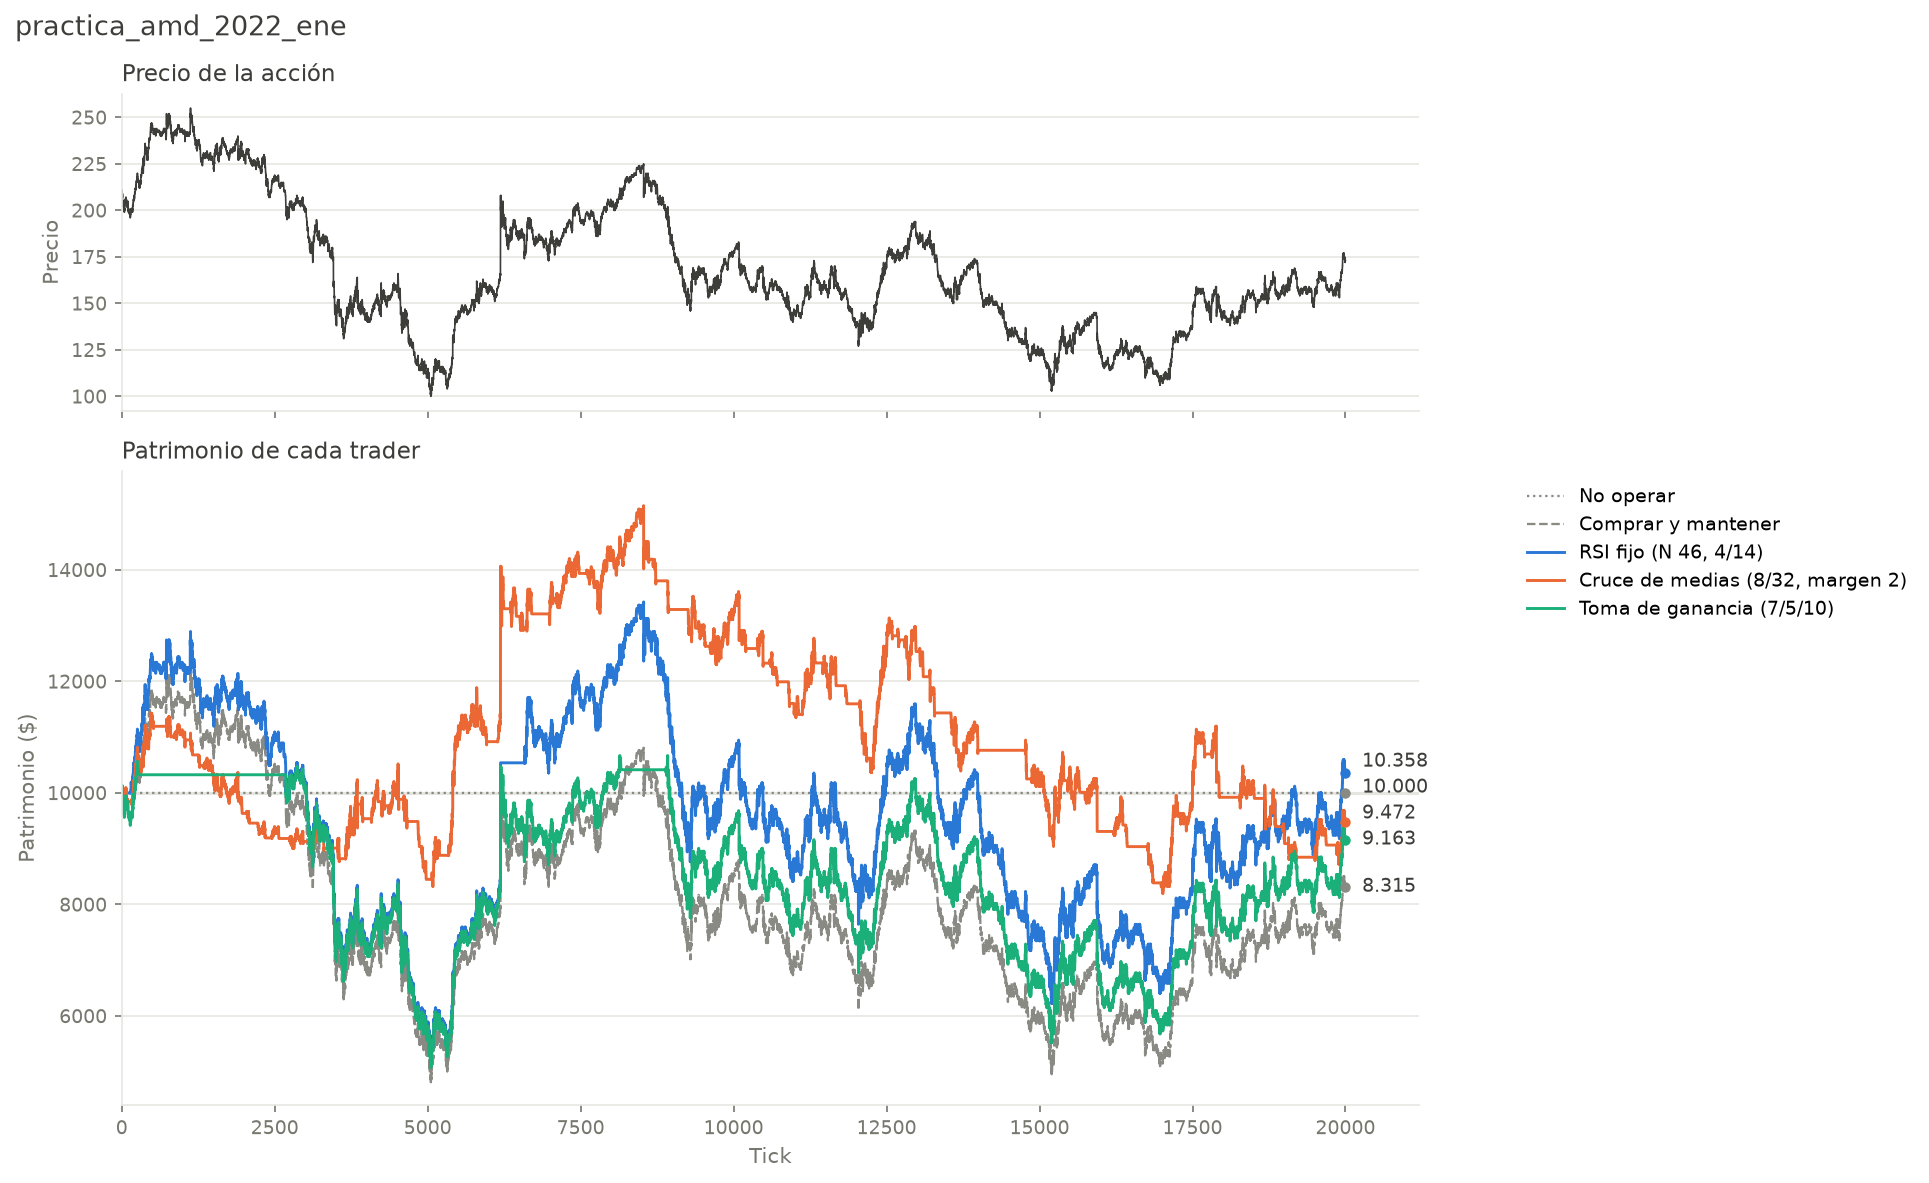 practica_amd_2022_ene
Precio de la acción
Precio
250
225
200
175
150
125
100
Patrimonio de cada trader
Patrimonio ($)
14000
12000
10000
8000
6000
10.358
10.000
9.472
9.163
8.315
0 2500 5000 7500 10000 12500 15000 17500 20000
Tick
No operar
Comprar y mantener
RSI fijo (N 46, 4/14)
Cruce de medias (8/32, margen 2)
Toma de ganancia (7/5/10)